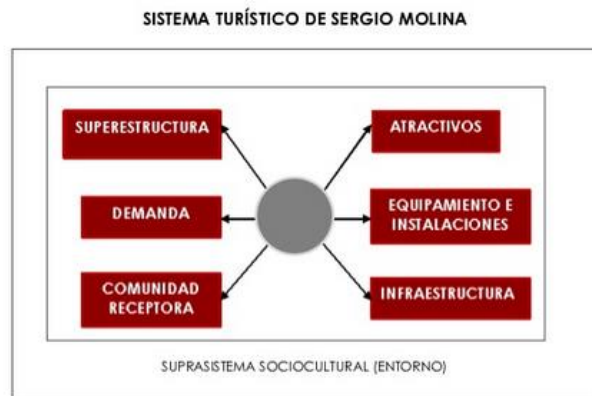 SISTEMA TURÍSTICO DE SERGIO MOLINA
SUPERESTRUCTURA
ATRACTIVOS
DEMANDA
EQUIPAMIENTO E
INSTALACIONES
COMUNIDAD
RECEPTORA
INFRAESTRUCTURA
SUPRASISTEMA SOCIOCULTURAL (ENTORNO)